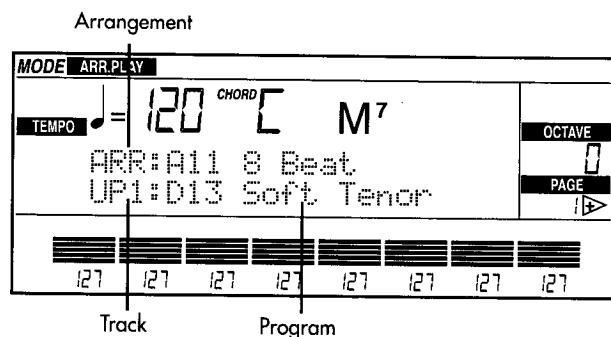 Arrangement
MODE ARR.PLAY
TEMPO ♩= 120 CHORD C M7
OCTAVE
0
ARR:A11 8 Beat
UP1:D13 Soft Tenor
PAGE
1 +
127 127 127 127 127 127 127 127
Track Program